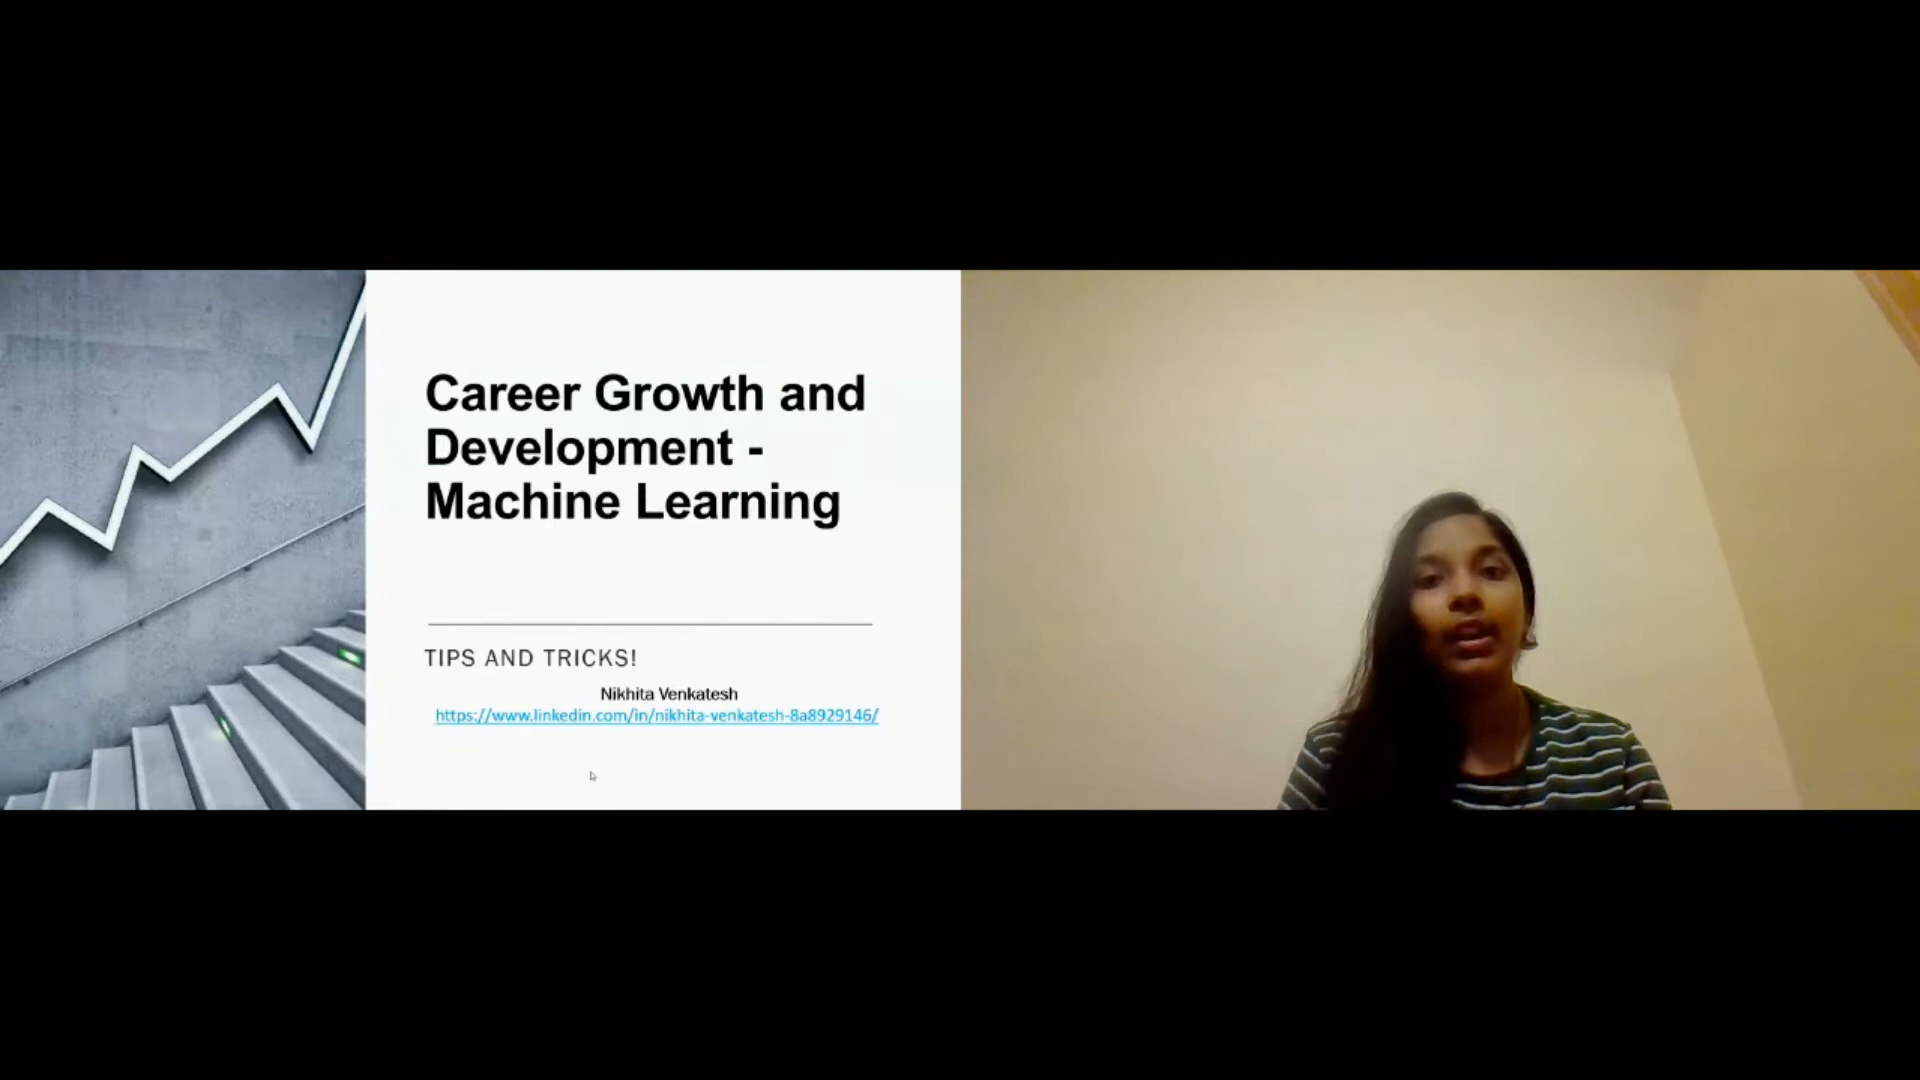 Career Growth and
Development -
Machine Learning
TIPS AND TRICKS!
Nikhita Venkatesh
https://www.linkedin.com/in/nikhita-venkatesh-8a8929146/